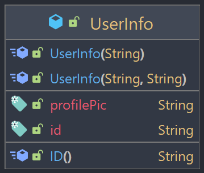 UserInfo
UserInfo(String)
UserInfo(String, String)
profilePic String
id String
ID() String